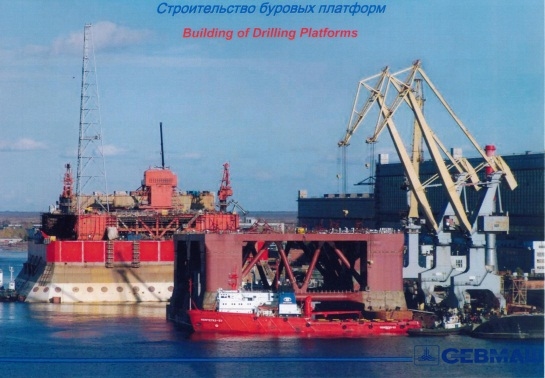 Строительство буровых платформ
Building of Drilling Platforms
СЕВМАШ